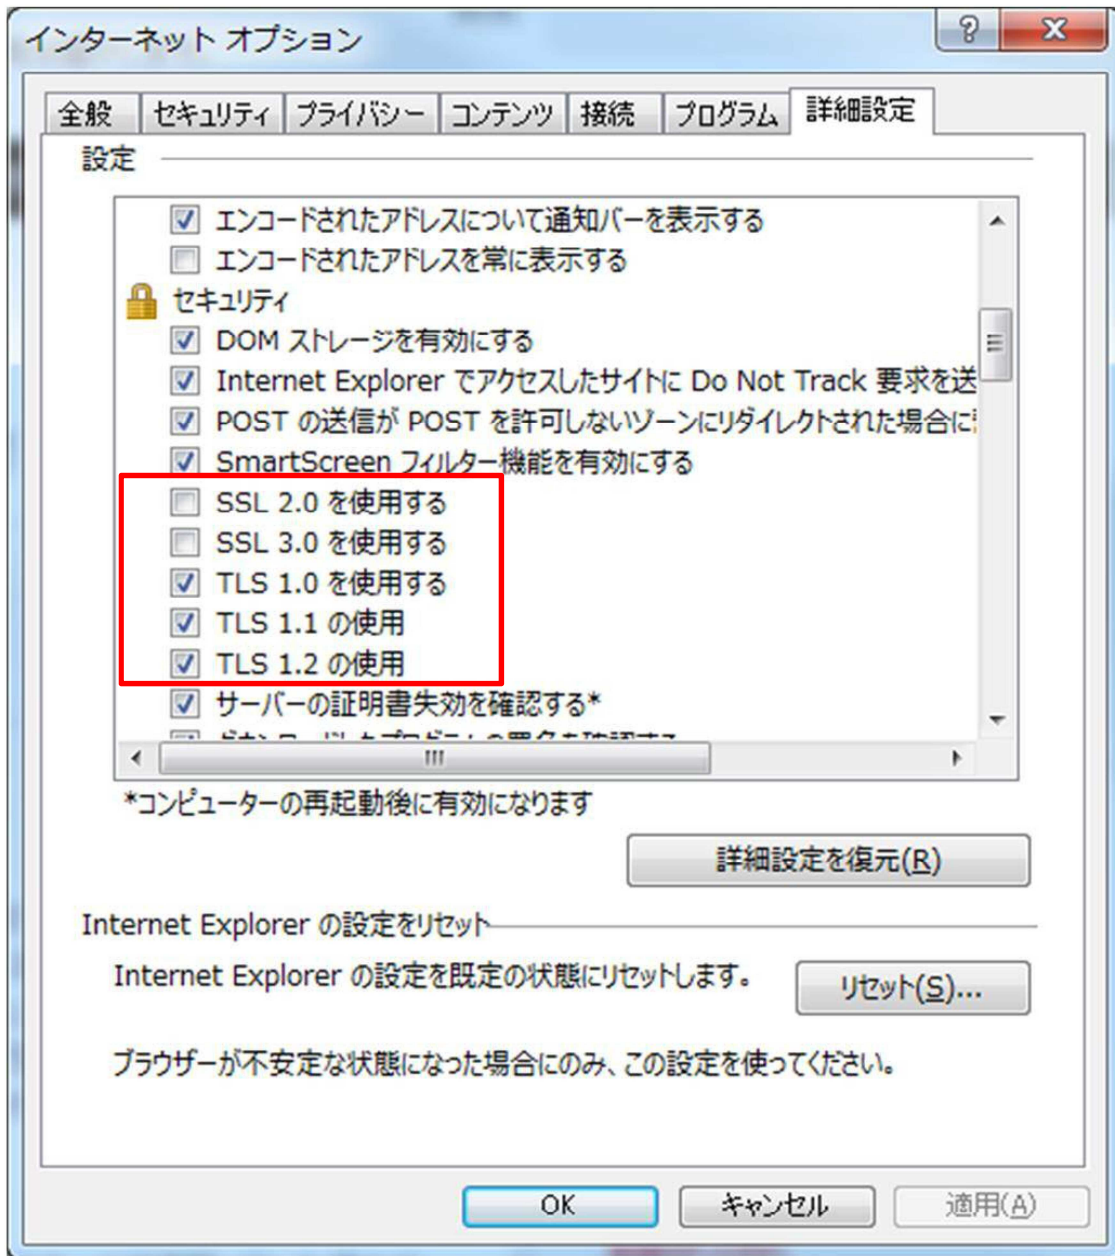 インターネット オプション
全般 セキュリティ プライバシー コンテンツ 接続 プログラム 詳細設定
設定
エンコードされたアドレスについて通知バーを表示する
エンコードされたアドレスを常に表示する
セキュリティ
DOM ストレージを有効にする
Internet Explorer でアクセスしたサイトに Do Not Track 要求を送
POST の送信が POST を許可しないゾーンにリダイレクトされた場合に
SmartScreen フィルター機能を有効にする
SSL 2.0 を使用する
SSL 3.0 を使用する
TLS 1.0 を使用する
TLS 1.1 の使用
TLS 1.2 の使用
サーバーの証明書失効を確認する*
*コンピューターの再起動後に有効になります
詳細設定を復元(R)
Internet Explorer の設定をリセット
Internet Explorer の設定を既定の状態にリセットします。
リセット(S)...
ブラウザーが不安定な状態になった場合にのみ、この設定を使ってください。
OK キャンセル 適用(A)